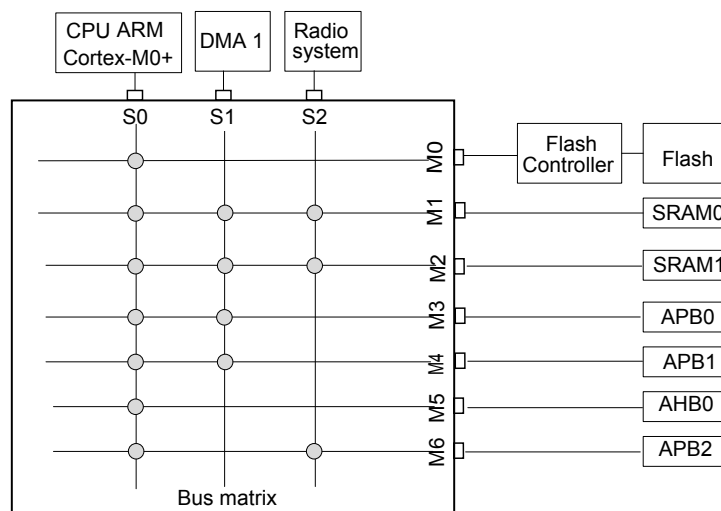 CPU ARM
Cortex-M0+
DMA 1
Radio
system
S0
S1
S2
M0
Flash
Controller
Flash
M1
SRAM0
M2
SRAM1
M3
APB0
M4
APB1
M5
AHB0
M6
APB2
Bus matrix